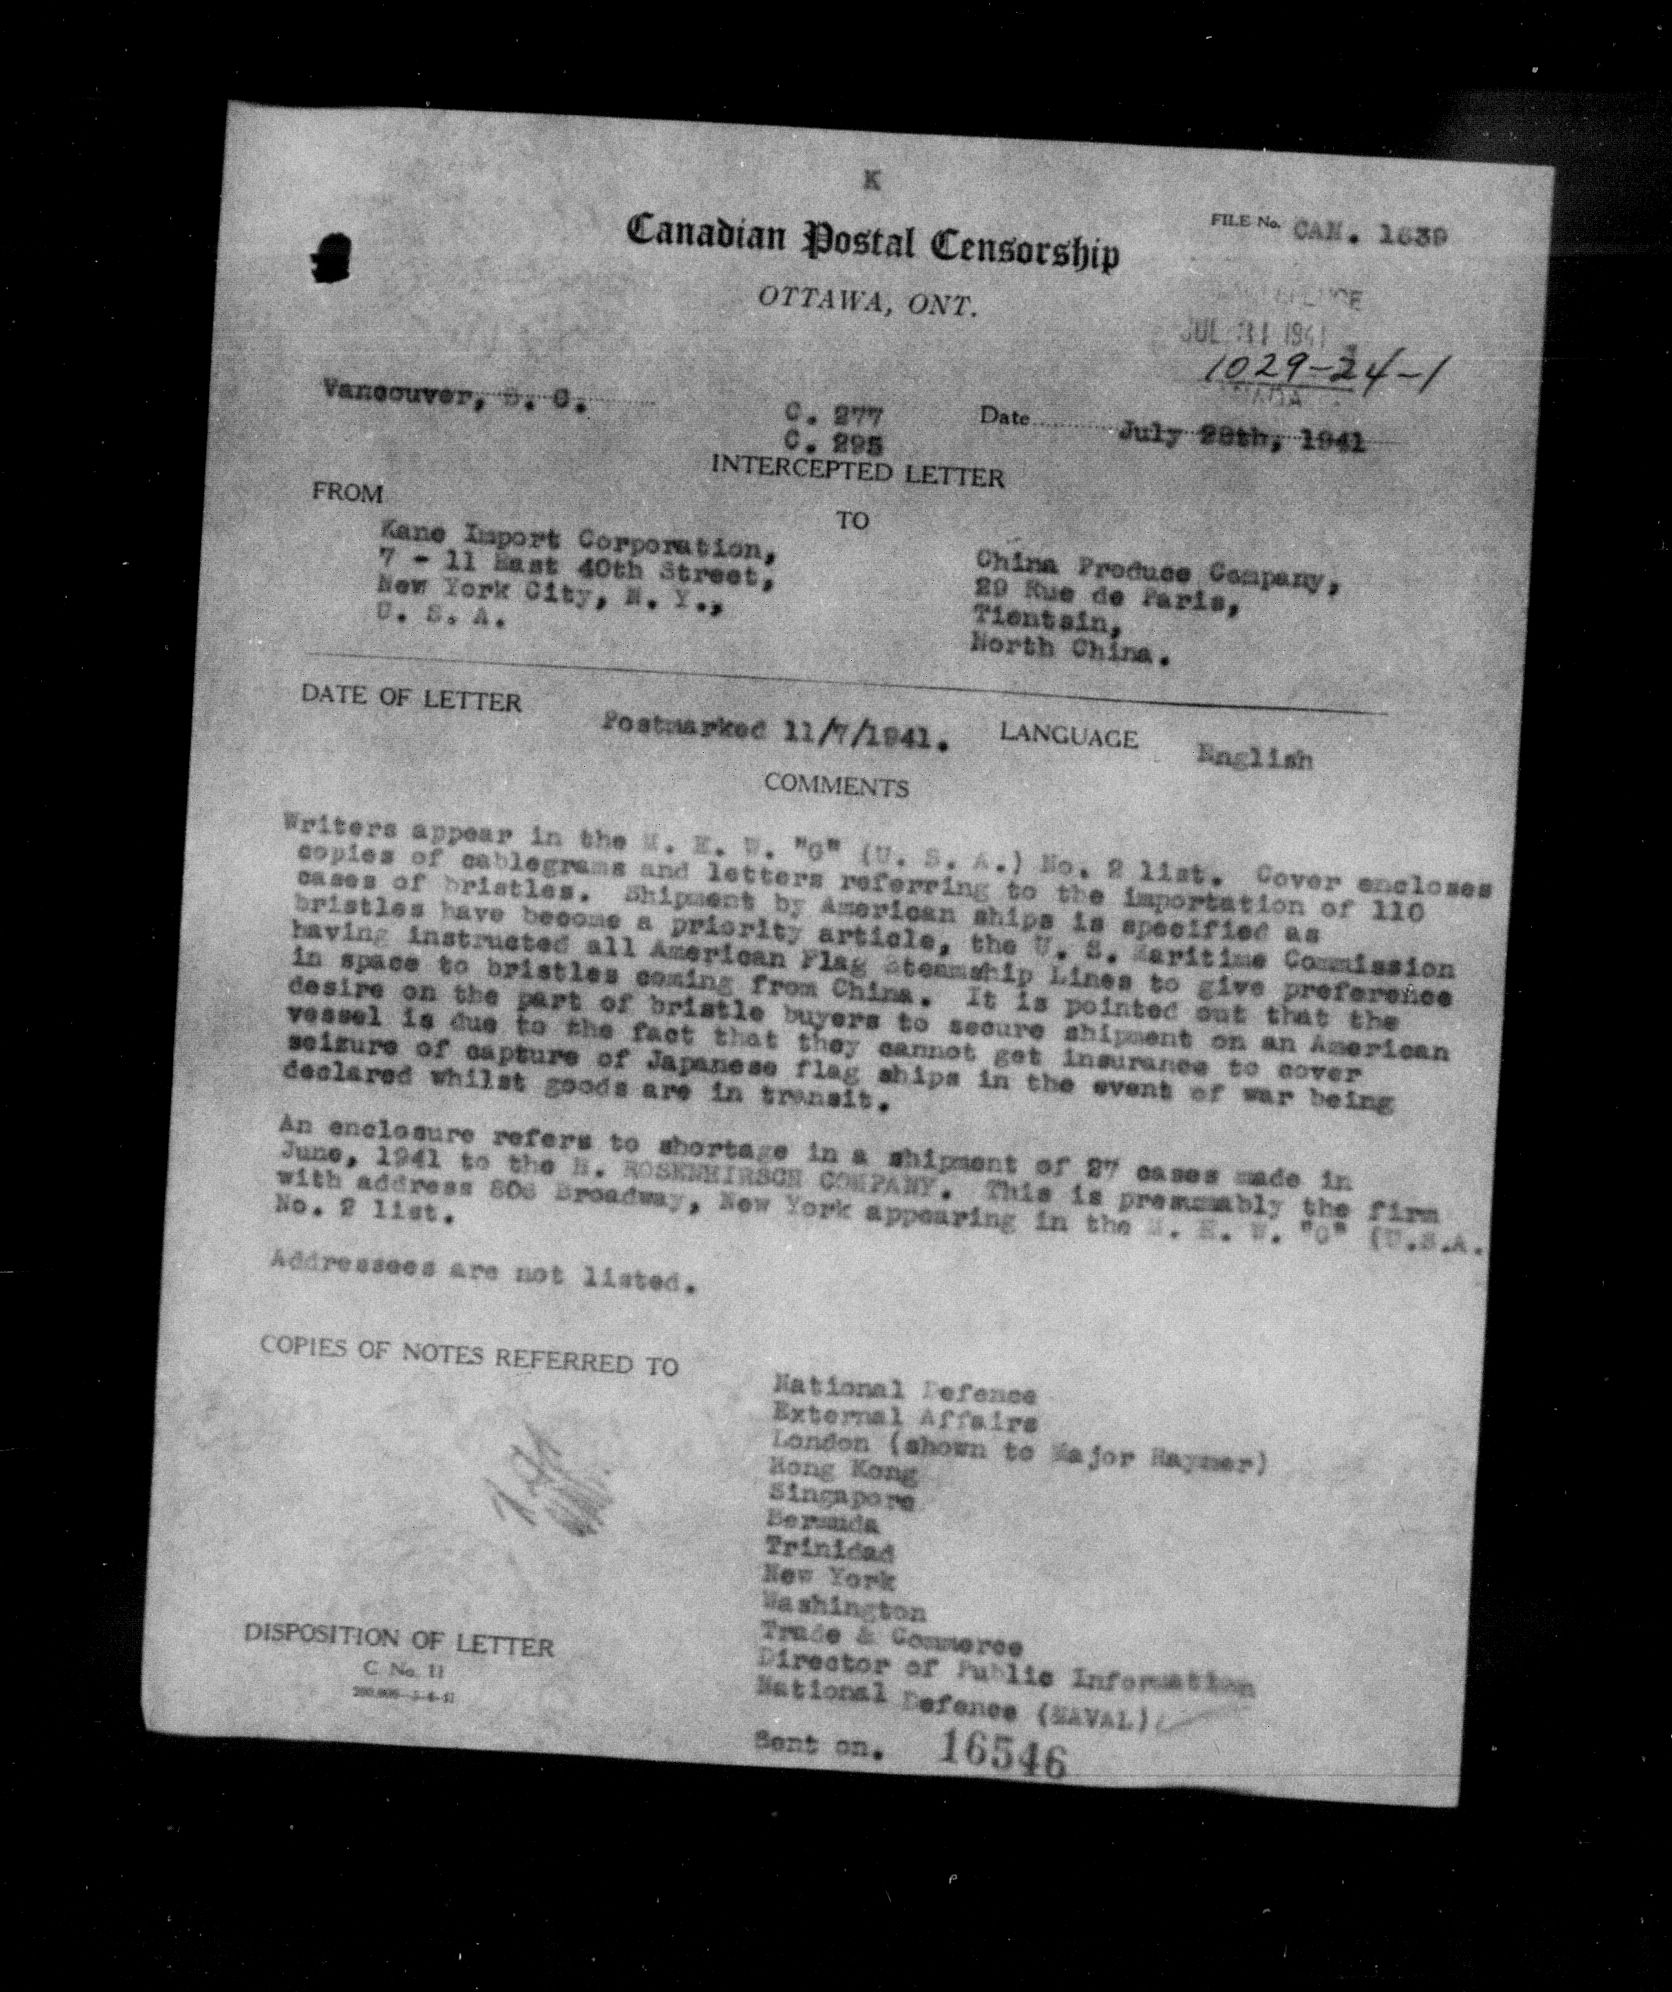 K
Canadian Postal Censorship
OTTAWA, ONT.
FILE No. CAN. 1639
JUL 31 1941
1029-24-1
Vancouver, B. C.
C. 277
C. 295
Date July 28th, 1941
INTERCEPTED LETTER
FROM
TO
Kane Import Corporation,
7 - 11 East 40th Street,
New York City, N. Y.,
U. S. A.
China Produce Company,
29 Rue de Paris,
Tientsin,
North China.
DATE OF LETTER Postmarked 11/7/1941. LANGUAGE English
COMMENTS
Writers appear in the M. E. W. "G" (U. S. A.) No. 2 list. Cover encloses
copies of cablegrams and letters referring to the importation of 110
cases of bristles. Shipment by American ships is specified as
bristles have become a priority article, the U. S. Maritime Commission
having instructed all American Flag Steamship Lines to give preference
in space to bristles coming from China. It is pointed out that the
desire on the part of bristle buyers to secure shipment on an American
vessel is due to the fact that they cannot get insurance to cover
seizure of capture of Japanese flag ships in the event of war being
declared whilst goods are in transit.
An enclosure refers to shortage in a shipment of 27 cases made in
June, 1941 to the H. ROSENHIRSCH COMPANY. This is presumably the firm
with address 808 Broadway, New York appearing in the M. E. W. "G" (U.S.A.
No. 2 list.
Addressees are not listed.
COPIES OF NOTES REFERRED TO
National Defence
External Affairs
London (shown to Major Haymer)
Hong Kong
Singapore
Bermuda
Trinidad
New York
Washington
Trade & Commerce
Director of Public Information
National Defence (NAVAL)
DISPOSITION OF LETTER
C No. 11
Sent on. 16546